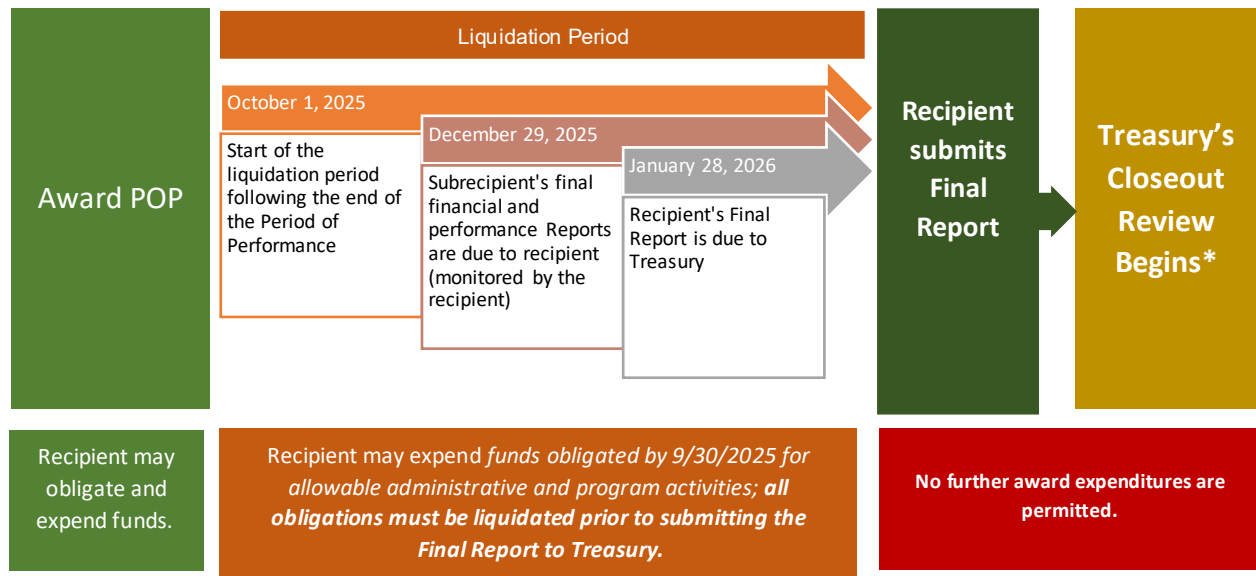 Award POP
Liquidation Period
October 1, 2025
Start of the
liquidation period
following the end of
the Period of
Performance
December 29, 2025
Subrecipient's final
financial and
performance Reports
are due to recipient
(monitored by the
recipient)
January 28, 2026
Recipient's Final
Report is due to
Treasury
Recipient
submits
Final
Report
Treasury’s
Closeout
Review
Begins*
Recipient may
obligate and
expend funds.
Recipient may expend funds obligated by 9/30/2025 for
allowable administrative and program activities; all
obligations must be liquidated prior to submitting the
Final Report to Treasury.
No further award expenditures are
permitted.